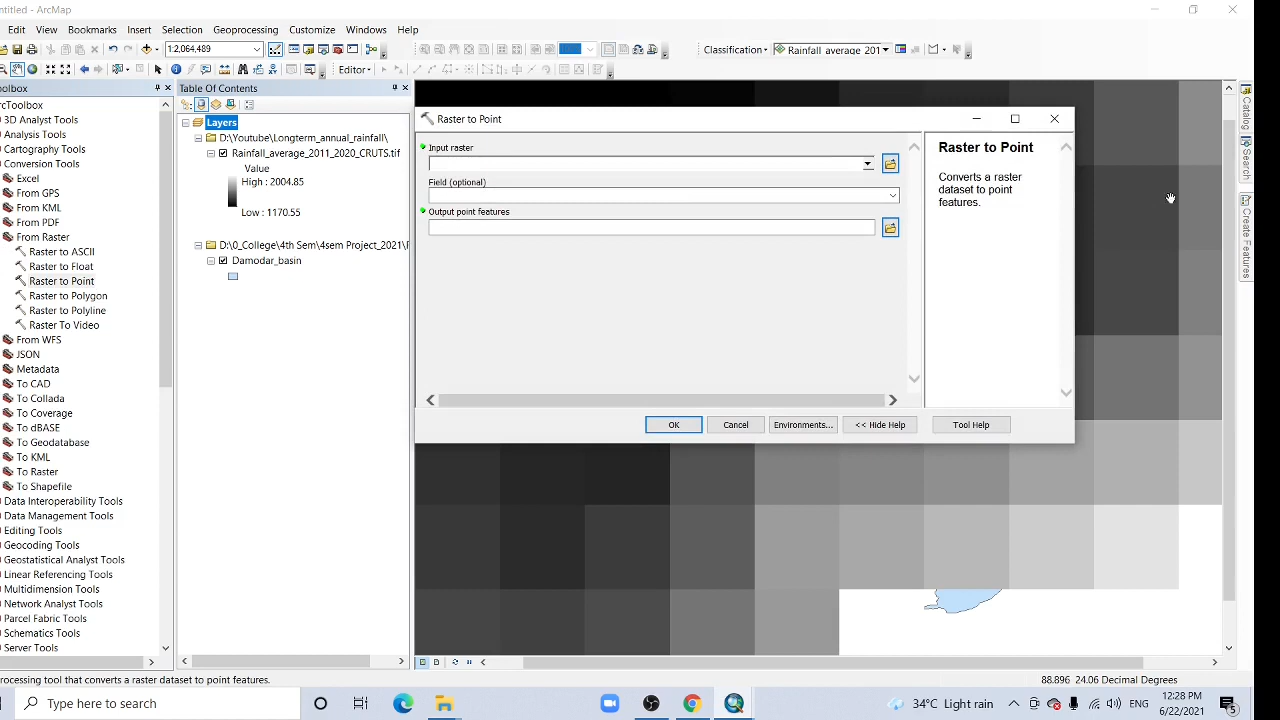 ntitled - ArcMap
Edit View Bookmarks Insert Selection Geoprocessing Customize Windows Help
1:2,064,489
Classification
Rainfall average 201
Editor
oolbox
Table Of Contents
rcToolbox
3D Analyst Tools
Analysis Tools
Cartography Tools
Conversion Tools
Excel
From GPS
From KML
From PDF
From Raster
Raster to ASCII
Raster to Float
Raster to Point
Raster to Polygon
Raster to Polyline
Raster To Video
From WFS
JSON
Metadata
To CAD
To Collada
To Coverage
To dBASE
To Geodatabase
To KML
To Raster
To Shapefile
Data Interoperability Tools
Data Management Tools
Editing Tools
Geocoding Tools
Geostatistical Analyst Tools
Linear Referencing Tools
Multidimension Tools
Network Analyst Tools
Parcel Fabric Tools
Schematics Tools
Server Tools
Layers
D:\Youtube\Longterm_annual_rainfall\
Rainfall_average_2011_2020_CRUTS.tif
Value
High : 2004.85
Low : 1170.55
D:\0_College\4th Sem\4sem Project_2021\F
Damodar_basin
Raster to Point
Input raster
Field (optional)
Output point features
OK
Cancel
Environments...
<< Hide Help
Tool Help
Raster to Point
Converts a raster
dataset to point
features.
Catalog
Search
Create Features
rocessing tool that converts a raster dataset to point features.
88.896 24.06 Decimal Degrees
Type here to search
34°C Light rain
ENG
12:28 PM
6/22/2021
5